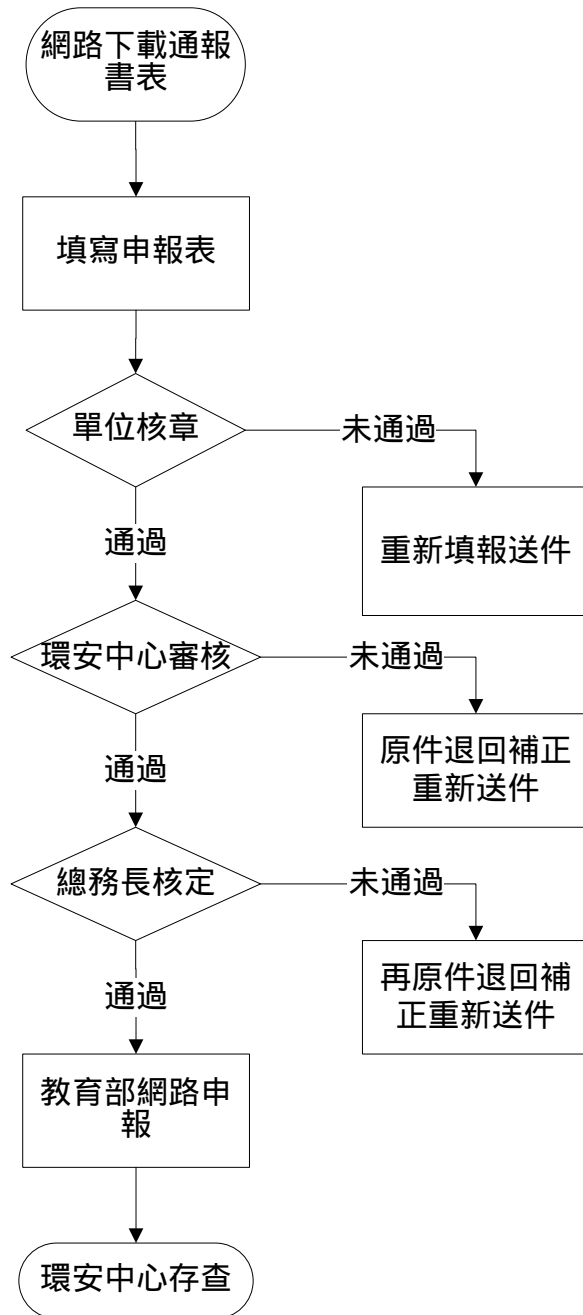 網路下載通報
書表
填寫申報表
單位核章
未通過
通過
重新填報送件
環安中心審核
未通過
通過
原件退回補正
重新送件
總務長核定
未通過
通過
再原件退回補
正重新送件
教育部網路申
報
環安中心存查